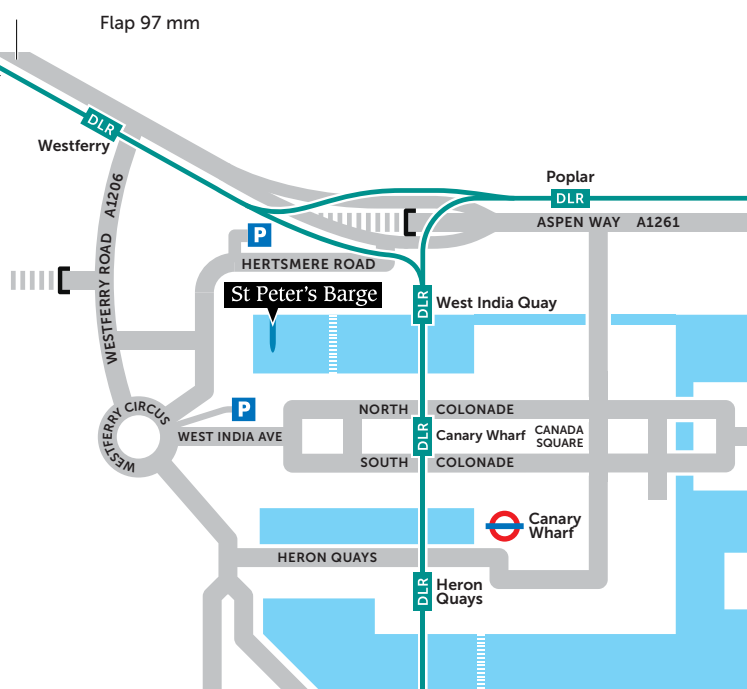 Flap 97 mm
DLR
Westferry
Poplar
DLR
A1206
ASPEN WAY A1261
P
HERTSMERE ROAD
WESTFERRY ROAD
St Peter's Barge
DLR
West India Quay
P
NORTH COLONADE
WESTFERRY CIRCUS
WEST INDIA AVE
DLR
Canary Wharf
CANADA
SQUARE
SOUTH COLONADE
Canary
Wharf
HERON QUAYS
DLR
Heron
Quays